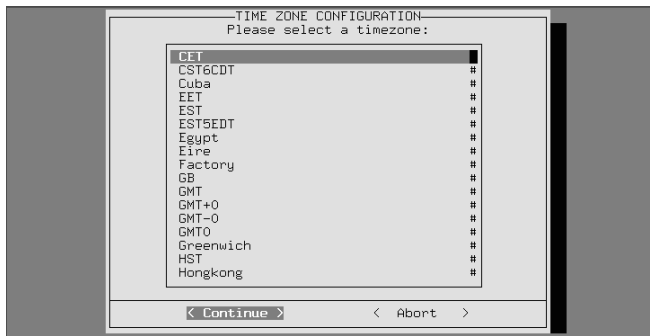 TIME ZONE CONFIGURATION
Please select a timezone:
CET
CST6CDT #
Cuba #
EET #
EST #
EST5EDT #
Egypt #
Eire #
Factory #
GB #
GMT #
GMT+0 #
GMT-0 #
GMT0 #
Greenwich #
HST #
Hongkong #
< Continue > < Abort >